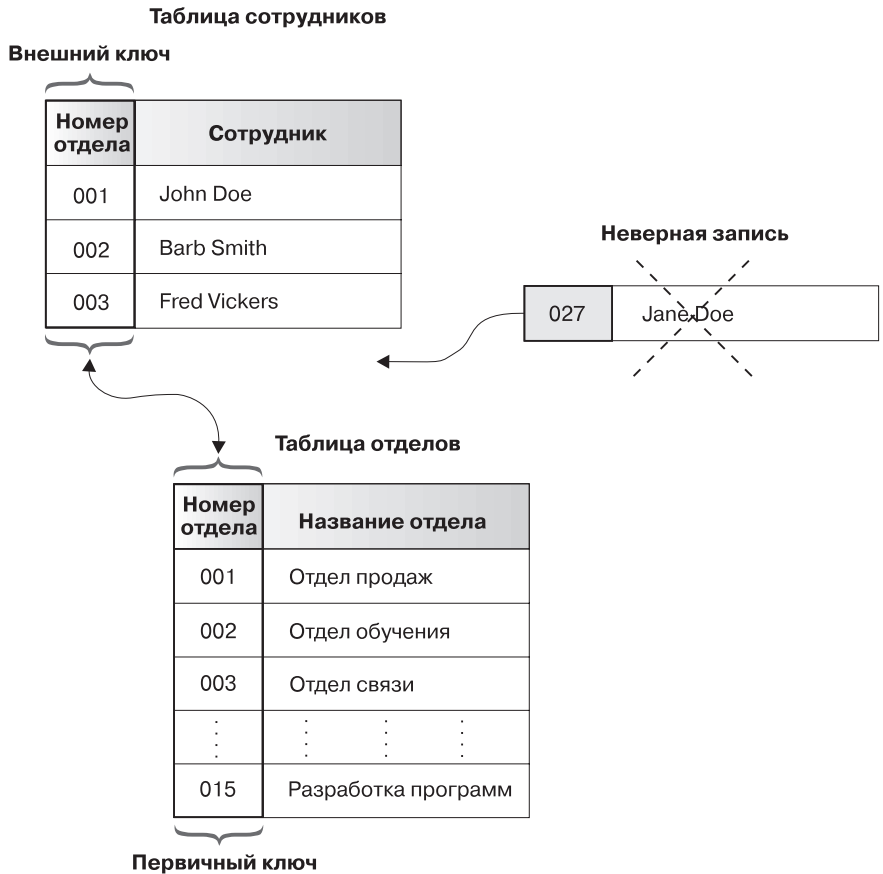 Таблица сотрудников
Внешний ключ
Номер отдела Сотрудник
001 John Doe
002 Barb Smith
003 Fred Vickers
Неверная запись
027 Jane Doe
Таблица отделов
Номер отдела Название отдела
001 Отдел продаж
002 Отдел обучения
003 Отдел связи
015 Разработка программ
Первичный ключ